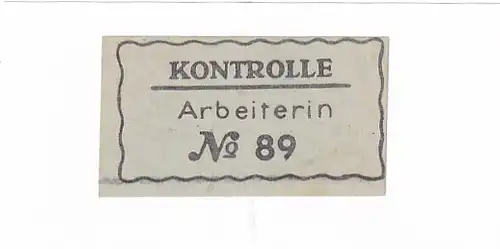 KONTROLLE
Arbeiterin
№ 89